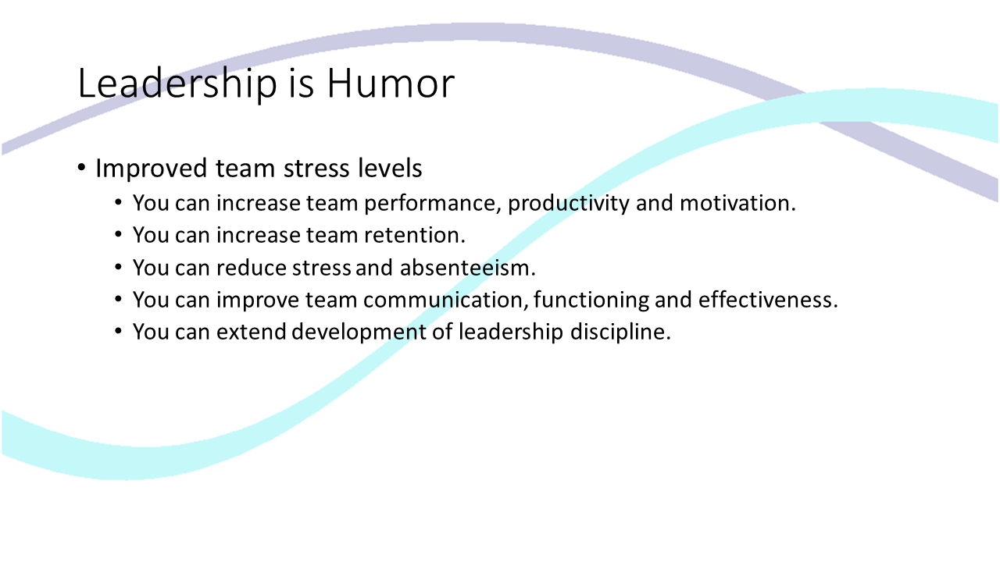 Leadership is Humor
• Improved team stress levels
• You can increase team performance, productivity and motivation.
• You can increase team retention.
• You can reduce stress and absenteeism.
• You can improve team communication, functioning and effectiveness.
• You can extend development of leadership discipline.